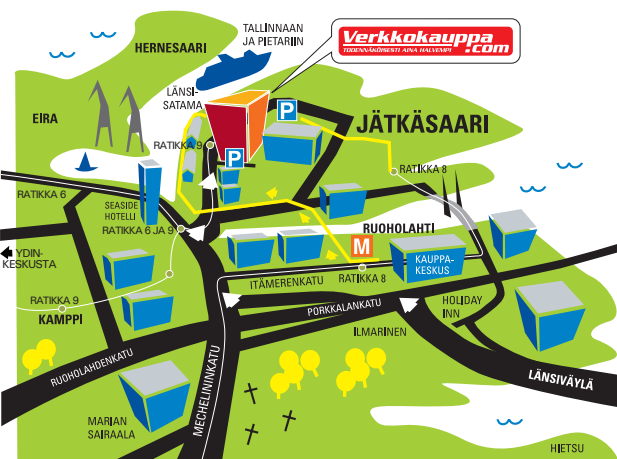 HERNESAARI
TALLINNAAN
JA PIETARIIN
Verkkokauppa
.com
TODENNÄKÖISESTI AINA HALVEMPI
EIRA
LÄNSI-
SATAMA
P
JÄTKÄSAARI
RATIKKA 9
P
RATIKKA 8
RATIKKA 6
SEASIDE
HOTELLI
RATIKKA 6 JA 9
RUOHOLAHTI
M
YDIN-
KESKUSTA
KAUPPA-
KESKUS
ITÄMERENKATU
RATIKKA 8
RATIKKA 9
KAMPPI
PORKKALANKATU
HOLIDAY
INN
ILMARINEN
RUOHOLAHDENKATU
MECHELININKATU
LÄNSIVÄYLÄ
MARIAN
SAIRAALA
HIETSU